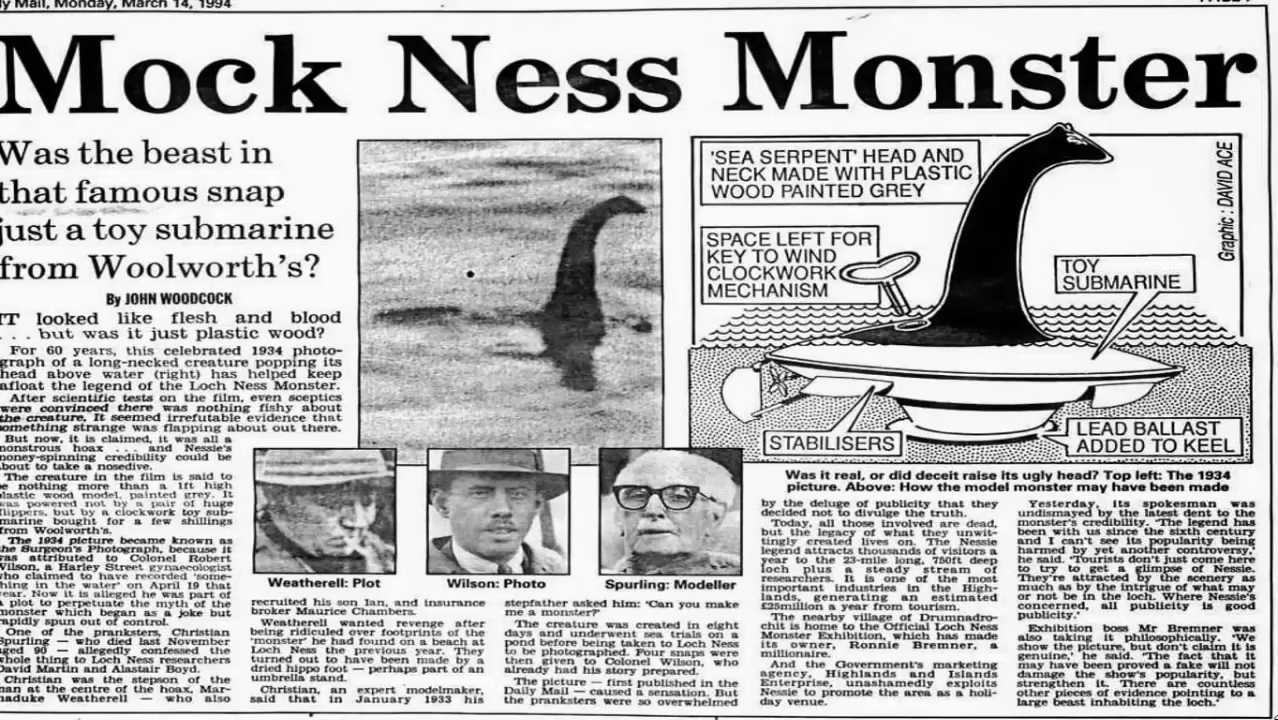 ly Mail, Monday, March 14, 1994
Mock Ness Monster
Was the beast in
that famous snap
just a toy submarine
from Woolworth's?
By JOHN WOODCOCK
IT looked like flesh and blood
. . . but was it just plastic wood?
For 60 years, this celebrated 1934 photo-
graph of a long-necked creature popping its
head above water (right) has helped keep
afloat the legend of the Loch Ness Monster.
After scientific tests on the film, even sceptics
were convinced there was nothing fishy about
the creature. It seemed irrefutable evidence that
something strange was flapping about out there.
But now, it is claimed, it was all a
monstrous hoax . . . and Nessie's
money-spinning credibility could be
about to take a nosedive.
The creature in the film is said to
be nothing more than a 1ft high
plastic wood model, painted grey. It
was powered not by a pair of huge
flippers, but by a clockwork toy sub-
marine bought for a few shillings
from Woolworth's.
The 1934 picture became known as
the Surgeon's Photograph, because it
was attributed to Colonel Robert
Wilson, a Harley Street gynaecologist
who claimed to have recorded 'some-
thing in the water' on April 19 that
year. Now it is alleged he was part of
a plot to perpetuate the myth of the
monster which began as a joke but
rapidly spun out of control.
One of the pranksters, Christian
Spurling — who died last November
aged 90 — allegedly confessed the
whole thing to Loch Ness researchers
David Martin and Alastair Boyd.
Christian was the stepson of the
man at the centre of the hoax, Mar-
maduke Weatherell — who also
Weatherell: Plot
Wilson: Photo
Spurling: Modeller
recruited his son Ian, and insurance
broker Maurice Chambers.
Weatherell wanted revenge after
being ridiculed over footprints of the
'monster' he had found on a beach at
Loch Ness the previous year. They
turned out to have been made by a
dried hippo foot — perhaps part of an
umbrella stand.
Christian, an expert modelmaker,
said that in January 1933 his
stepfather asked him: 'Can you make
me a monster?'
The creature was created in eight
days and underwent sea trials on a
pond before being taken to Loch Ness
to be photographed. Four snaps were
then given to Colonel Wilson, who
already had his story prepared.
The picture — first published in the
Daily Mail — caused a sensation. But
the pranksters were so overwhelmed
'SEA SERPENT' HEAD AND
NECK MADE WITH PLASTIC
WOOD PAINTED GREY
SPACE LEFT FOR
KEY TO WIND
CLOCKWORK
MECHANISM
TOY
SUBMARINE
STABILISERS
LEAD BALLAST
ADDED TO KEEL
Graphic: DAVID ACE
Was it real, or did deceit raise its ugly head? Top left: The 1934
picture. Above: How the model monster may have been made
by the deluge of publicity that they
decided not to divulge the truth.
Today, all those involved are dead,
but the legacy of what they unwit-
tingly created lives on. The Nessie
legend attracts thousands of visitors a
year to the 23-mile long, 750ft deep
loch plus a steady stream of
researchers. It is one of the most
important industries in the High-
lands, generating an estimated
£25million a year from tourism.
The nearby village of Drumnadro-
chit is home to the Official Loch Ness
Monster Exhibition, which has made
its owner, Ronnie Bremner, a
millionaire.
And the Government's marketing
agency, Highlands and Islands
Enterprise, unashamedly exploits
Nessie to promote the area as a holi-
day venue.
Yesterday, its spokesman was
undismayed by the latest dent to the
monster's credibility. 'The legend has
been with us since the sixth century
and I can't see its popularity being
harmed by yet another controversy,'
he said. 'Tourists don't just come here
to try to get a glimpse of Nessie.
They're attracted by the scenery as
much as by the intrigue of what may
or not be in the loch. Where Nessie's
concerned, all publicity is good
publicity.'
Exhibition boss Mr Bremner was
also taking it philosophically. 'We
show the picture, but don't claim it is
genuine,' he said. 'The fact that it
may have been proved a fake will not
damage the show's popularity, but
strengthen it. There are countless
other pieces of evidence pointing to a
large beast inhabiting the loch.'